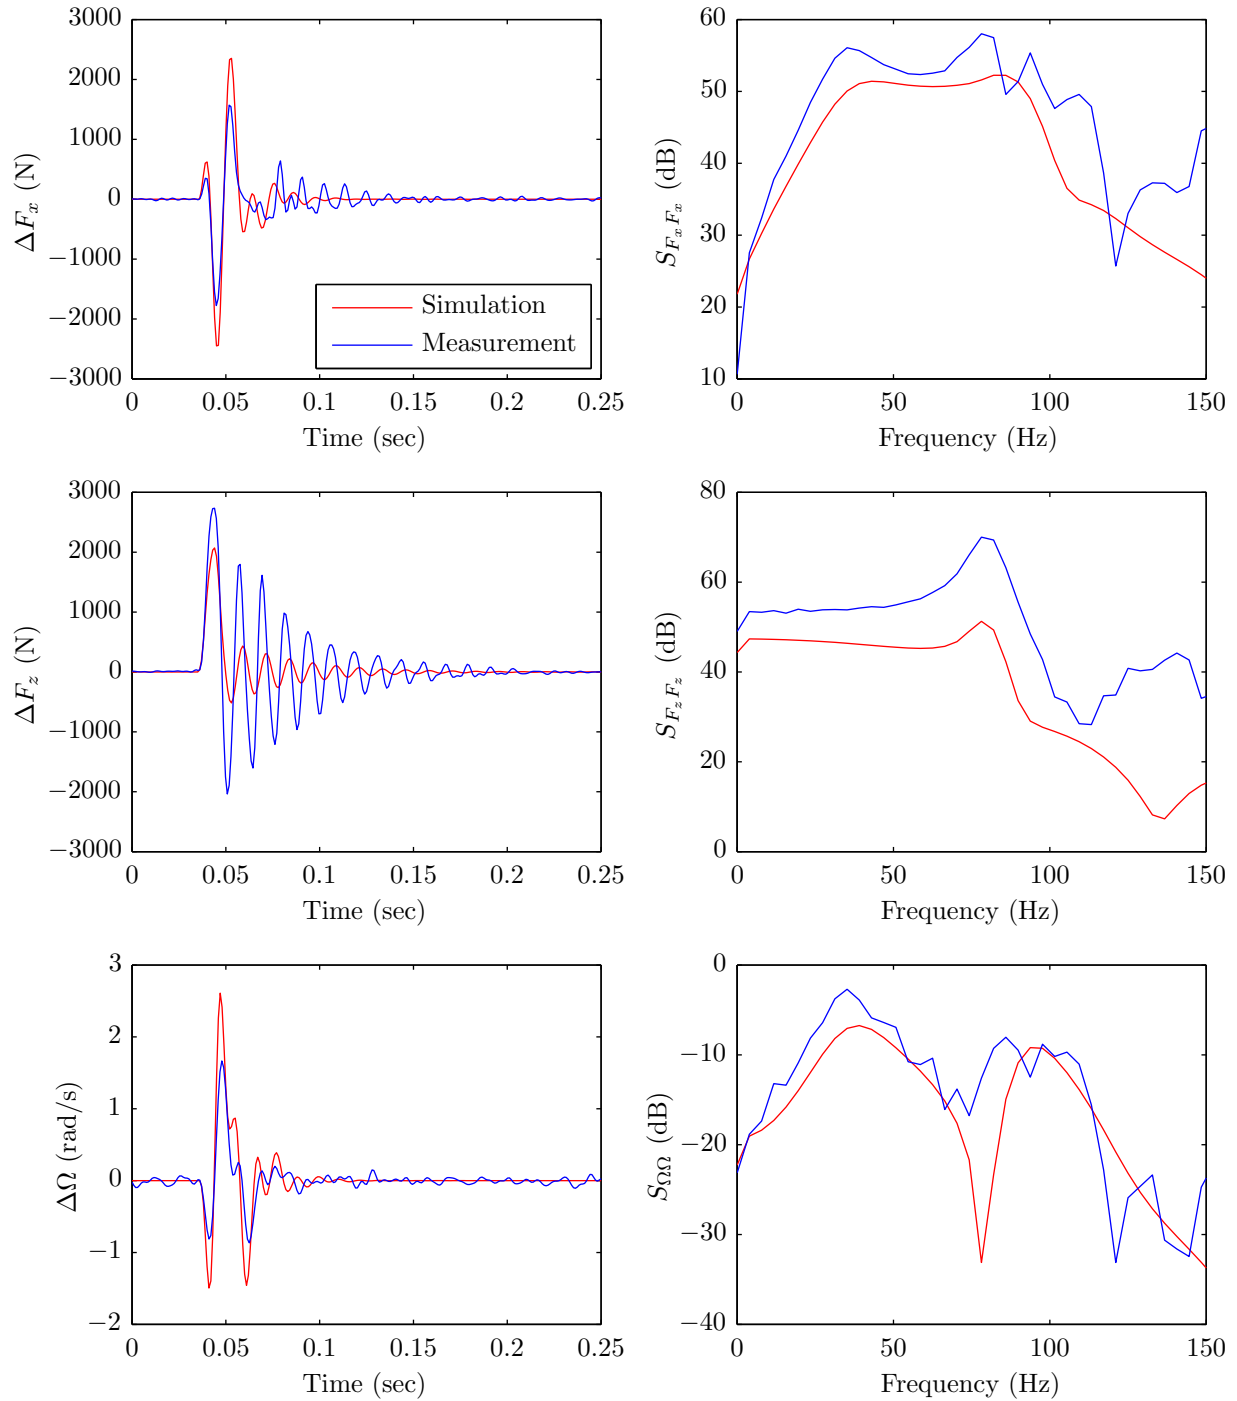 3000
2000
1000
0
−1000
−2000
−3000
ΔF_x (N)
Simulation
Measurement
0 0.05 0.1 0.15 0.2 0.25
Time (sec)
60
50
40
30
20
10
S_{F_xF_x} (dB)
0 50 100 150
Frequency (Hz)
3000
2000
1000
0
−1000
−2000
−3000
ΔF_z (N)
0 0.05 0.1 0.15 0.2 0.25
Time (sec)
80
60
40
20
0
S_{F_zF_z} (dB)
0 50 100 150
Frequency (Hz)
3
2
1
0
−1
−2
ΔΩ (rad/s)
0 0.05 0.1 0.15 0.2 0.25
Time (sec)
0
−10
−20
−30
−40
S_{ΩΩ} (dB)
0 50 100 150
Frequency (Hz)